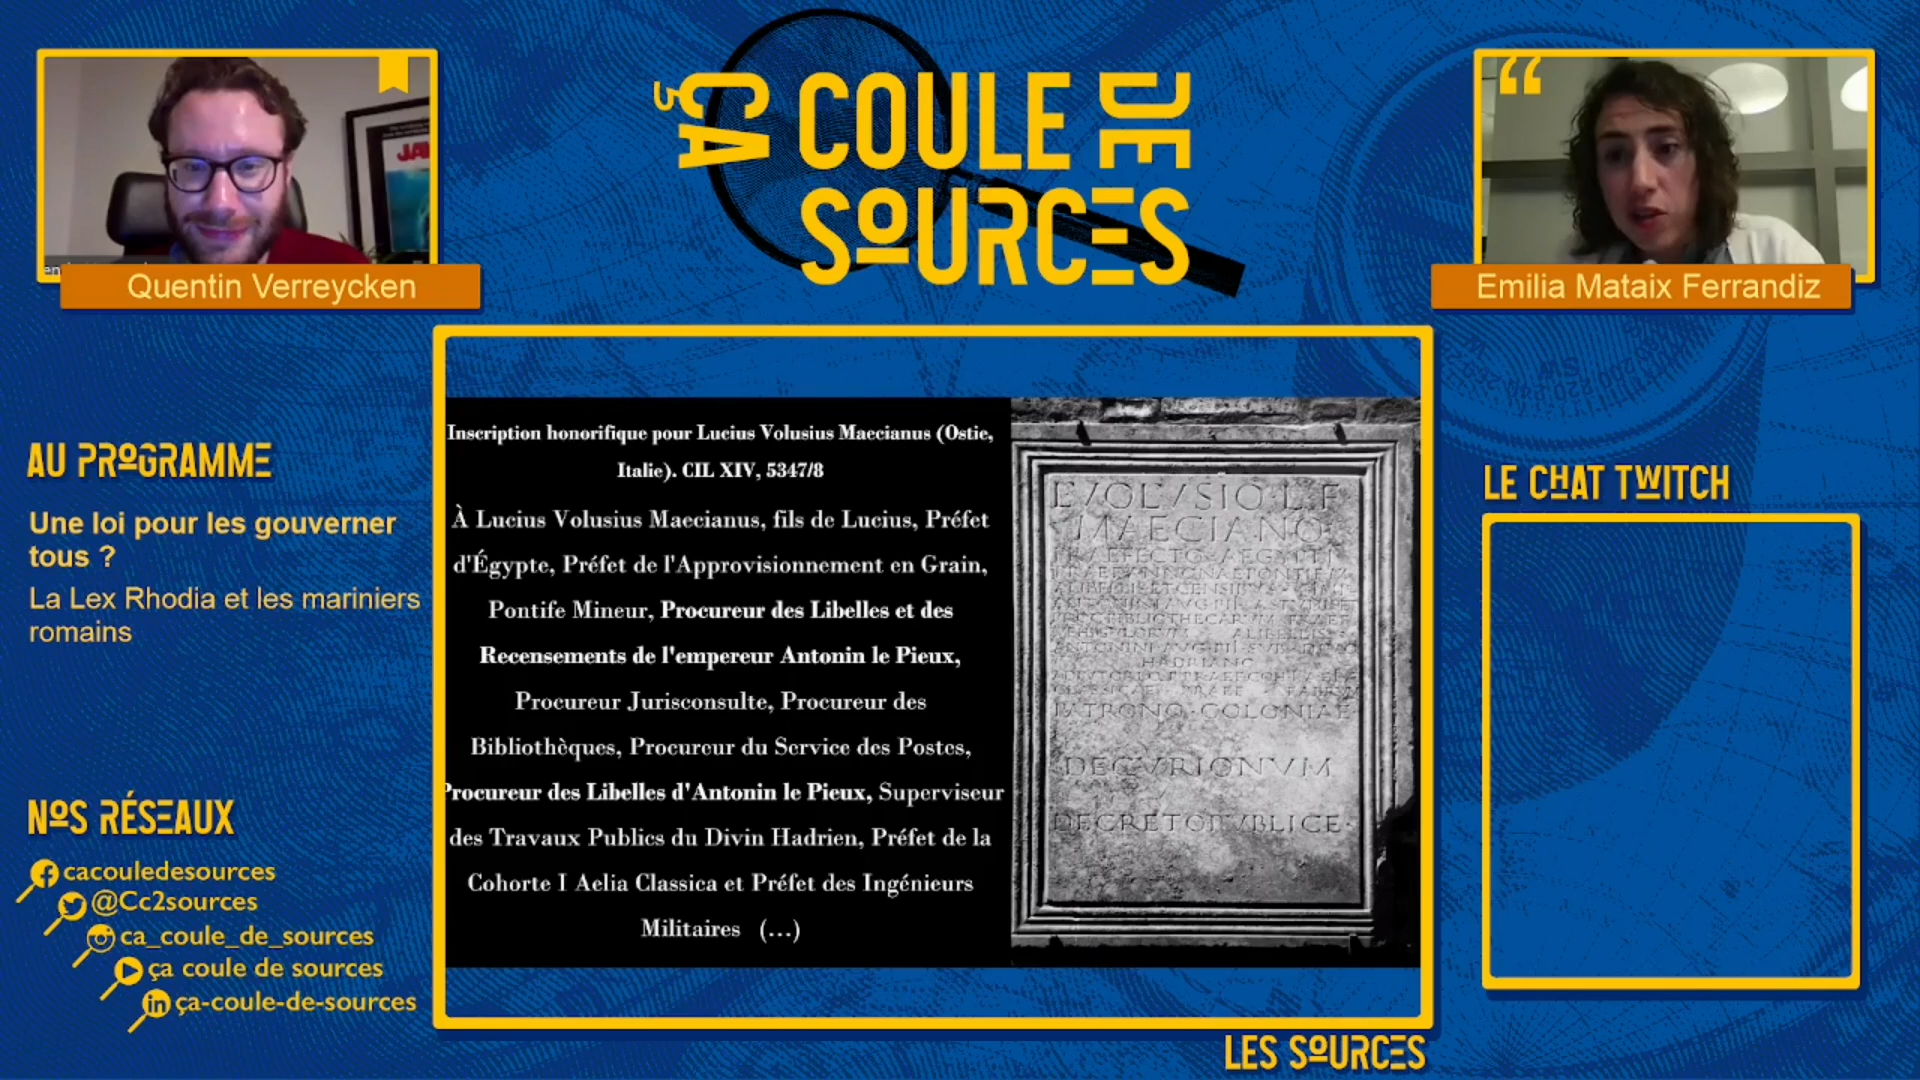 ÇA COULE DE
SOURCES
Quentin Verreycken
Emilia Mataix Ferrandiz
AU PROGRAMME
Une loi pour les gouverner
tous ?
La Lex Rhodia et les mariniers
romains
NOS RÉSEAUX
cacouledesources
@Cc2sources
ca_coule_de_sources
ça coule de sources
in ça-coule-de-sources
Inscription honorifique pour Lucius Volusius Maecianus (Ostie,
Italie). CIL XIV, 5347/8
À Lucius Volusius Maecianus, fils de Lucius, Préfet
d'Égypte, Préfet de l'Approvisionnement en Grain,
Pontife Mineur, Procureur des Libelles et des
Recensements de l'empereur Antonin le Pieux,
Procureur Jurisconsulte, Procureur des
Bibliothèques, Procureur du Service des Postes,
Procureur des Libelles d'Antonin le Pieux, Superviseur
des Travaux Publics du Divin Hadrien, Préfet de la
Cohorte I Aelia Classica et Préfet des Ingénieurs
Militaires (...)
L VOLVSIO L F
MAECIANO
PRAEFECTO AEGYPTI
HADRIANO
PATRONO COLONIAE
DECVRIONVM
DECRETO PVBLICE
LE CHAT TWITCH
LES SOURCES